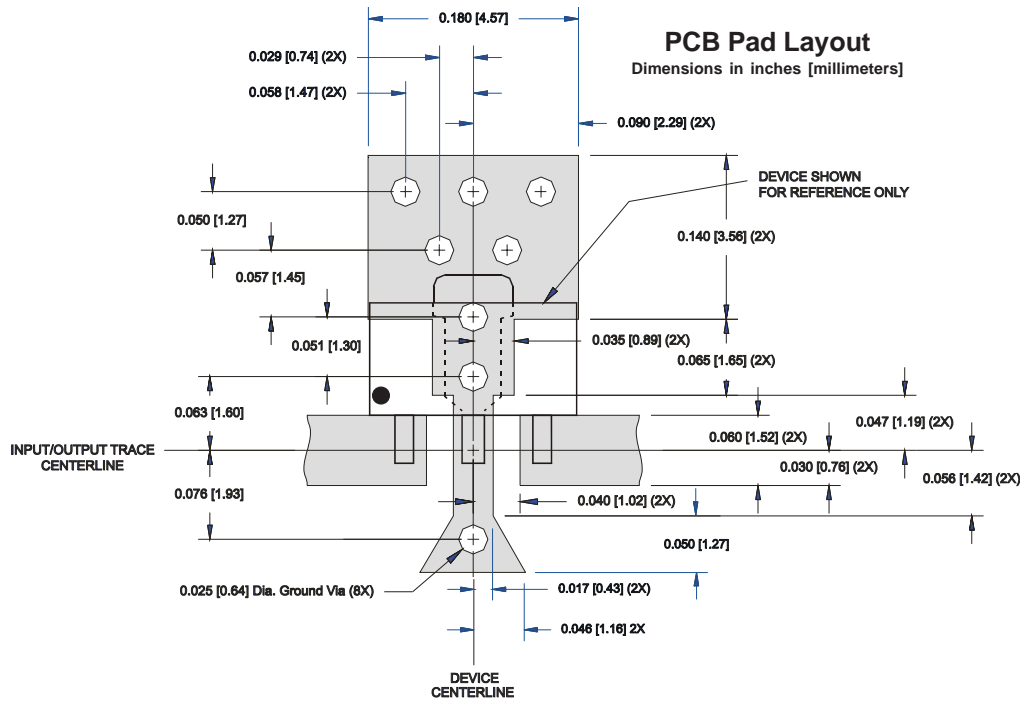 0.180 [4.57]
PCB Pad Layout
Dimensions in inches [millimeters]
0.029 [0.74] (2X)
0.058 [1.47] (2X)
0.090 [2.29] (2X)
DEVICE SHOWN
FOR REFERENCE ONLY
0.050 [1.27]
0.140 [3.56] (2X)
0.057 [1.45]
0.051 [1.30]
0.035 [0.89] (2X)
0.065 [1.65] (2X)
0.063 [1.60]
0.047 [1.19] (2X)
0.060 [1.52] (2X)
INPUT/OUTPUT TRACE
CENTERLINE
0.030 [0.76] (2X)
0.056 [1.42] (2X)
0.076 [1.93]
0.040 [1.02] (2X)
0.050 [1.27]
0.025 [0.64] Dia. Ground Via (8X)
0.017 [0.43] (2X)
0.046 [1.16] 2X
DEVICE
CENTERLINE